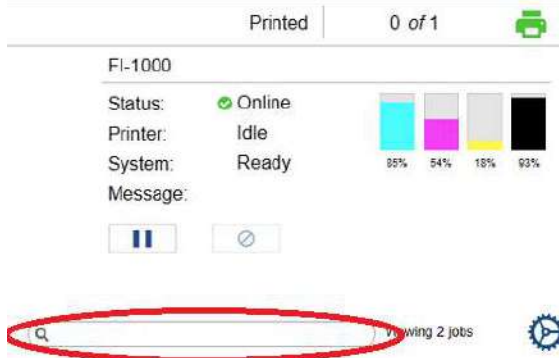 Printed 0 of 1
FI-1000
Status: Online
Printer: Idle
System: Ready
Message:
85% 54% 18% 93%
Viewing 2 jobs